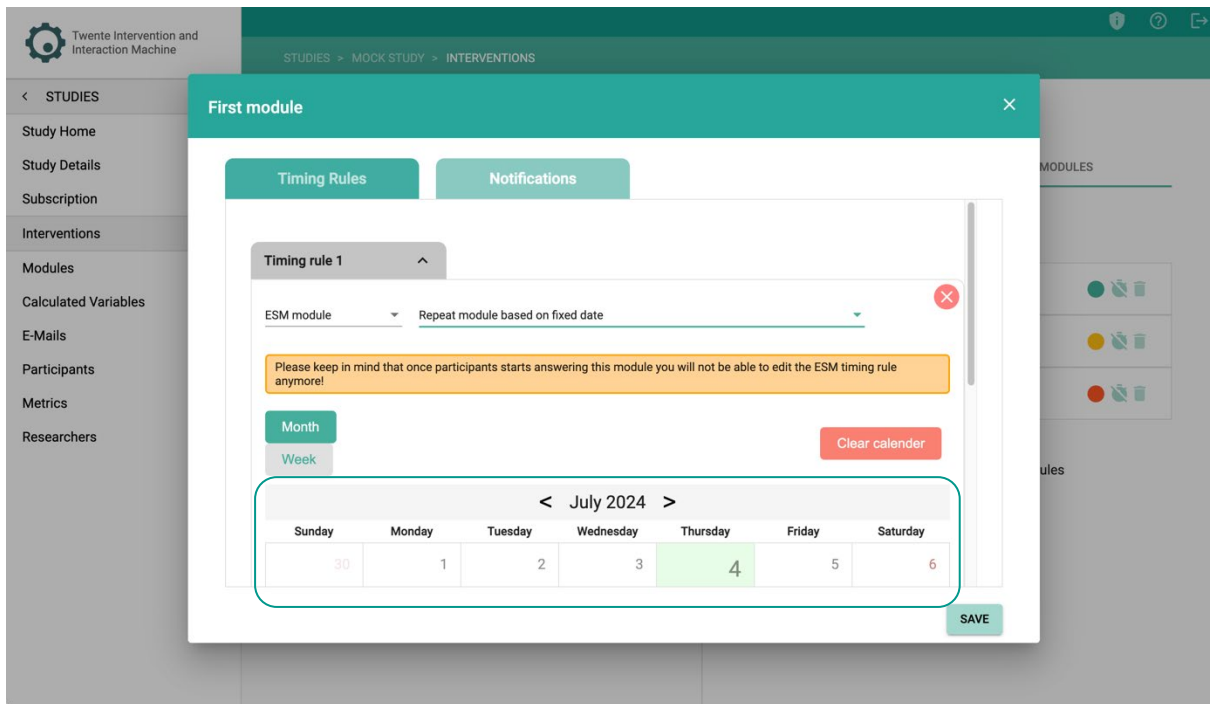 Twente Intervention and
Interaction Machine
STUDIES > MOCK STUDY > INTERVENTIONS
< STUDIES
Study Home
Study Details
Subscription
Interventions
Modules
Calculated Variables
E-Mails
Participants
Metrics
Researchers
First module
Timing Rules
Notifications
MODULES
Timing rule 1
ESM module
Repeat module based on fixed date
Please keep in mind that once participants starts answering this module you will not be able to edit the ESM timing rule
anymore!
Month
Week
Clear calender
ules
< July 2024 >
Sunday Monday Tuesday Wednesday Thursday Friday Saturday
30 1 2 3 4 5 6
SAVE